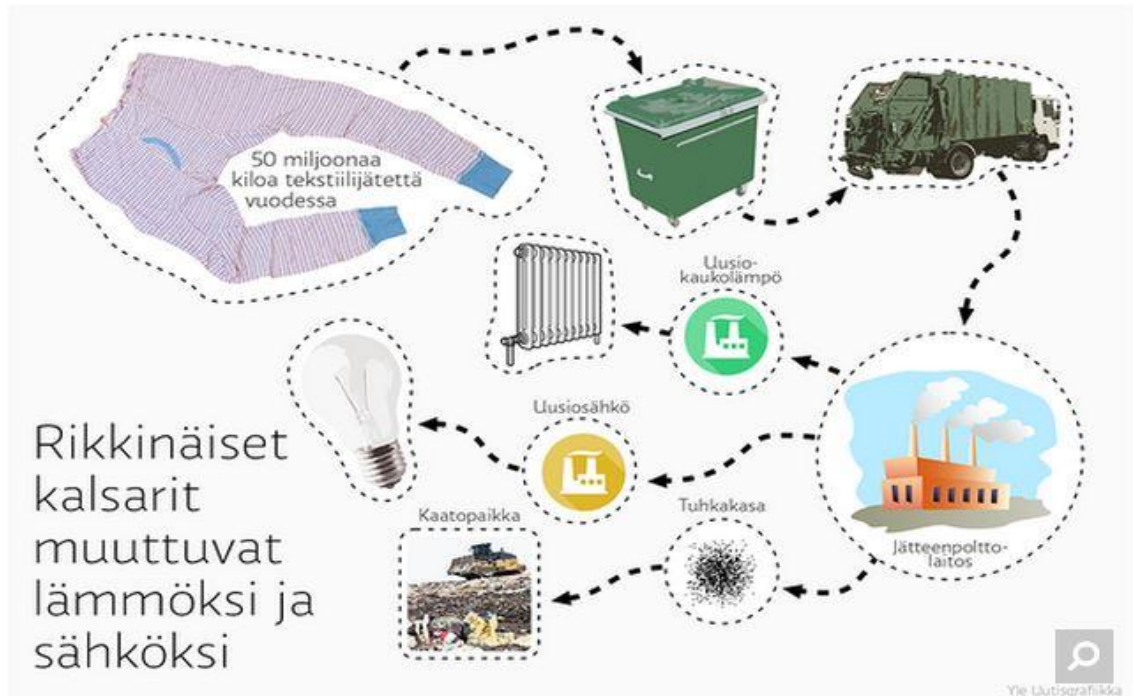 50 miljoonaa
kiloa tekstiilijätettä
vuodessa
Uusio-
kaukolämpö
Uusiosähkö
Kaatopaikka
Tuhkakasa
Jätteenpoltto-
laitos
Rikkinäiset
kalsarit
muuttuvat
lämmöksi ja
sähköksi
Yle Uutisgrafiikka